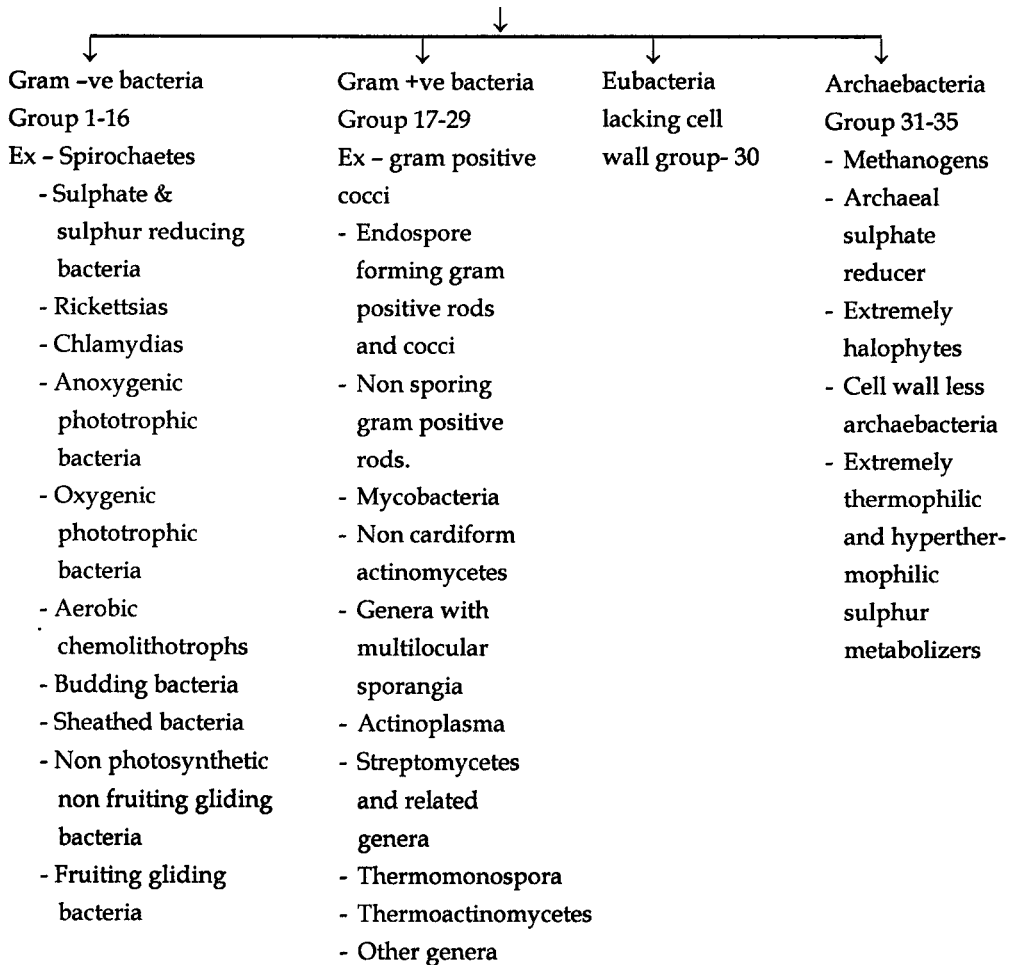 Gram –ve bacteria
Group 1-16
Ex – Spirochaetes
- Sulphate &
sulphur reducing
bacteria
- Rickettsias
- Chlamydias
- Anoxygenic
phototrophic
bacteria
- Oxygenic
phototrophic
bacteria
- Aerobic
chemolithotrophs
- Budding bacteria
- Sheathed bacteria
- Non photosynthetic
non fruiting gliding
bacteria
- Fruiting gliding
bacteria
Gram +ve bacteria
Group 17-29
Ex – gram positive
cocci
- Endospore
forming gram
positive rods
and cocci
- Non sporing
gram positive
rods.
- Mycobacteria
- Non cardiform
actinomycetes
- Genera with
multilocular
sporangia
- Actinoplasma
- Streptomycetes
and related
genera
- Thermomonospora
- Thermoactinomycetes
- Other genera
Eubacteria
lacking cell
wall group- 30
Archaebacteria
Group 31-35
- Methanogens
- Archaeal
sulphate
reducer
- Extremely
halophytes
- Cell wall less
archaebacteria
- Extremely
thermophilic
and hyperther-
mophilic
sulphur
metabolizers